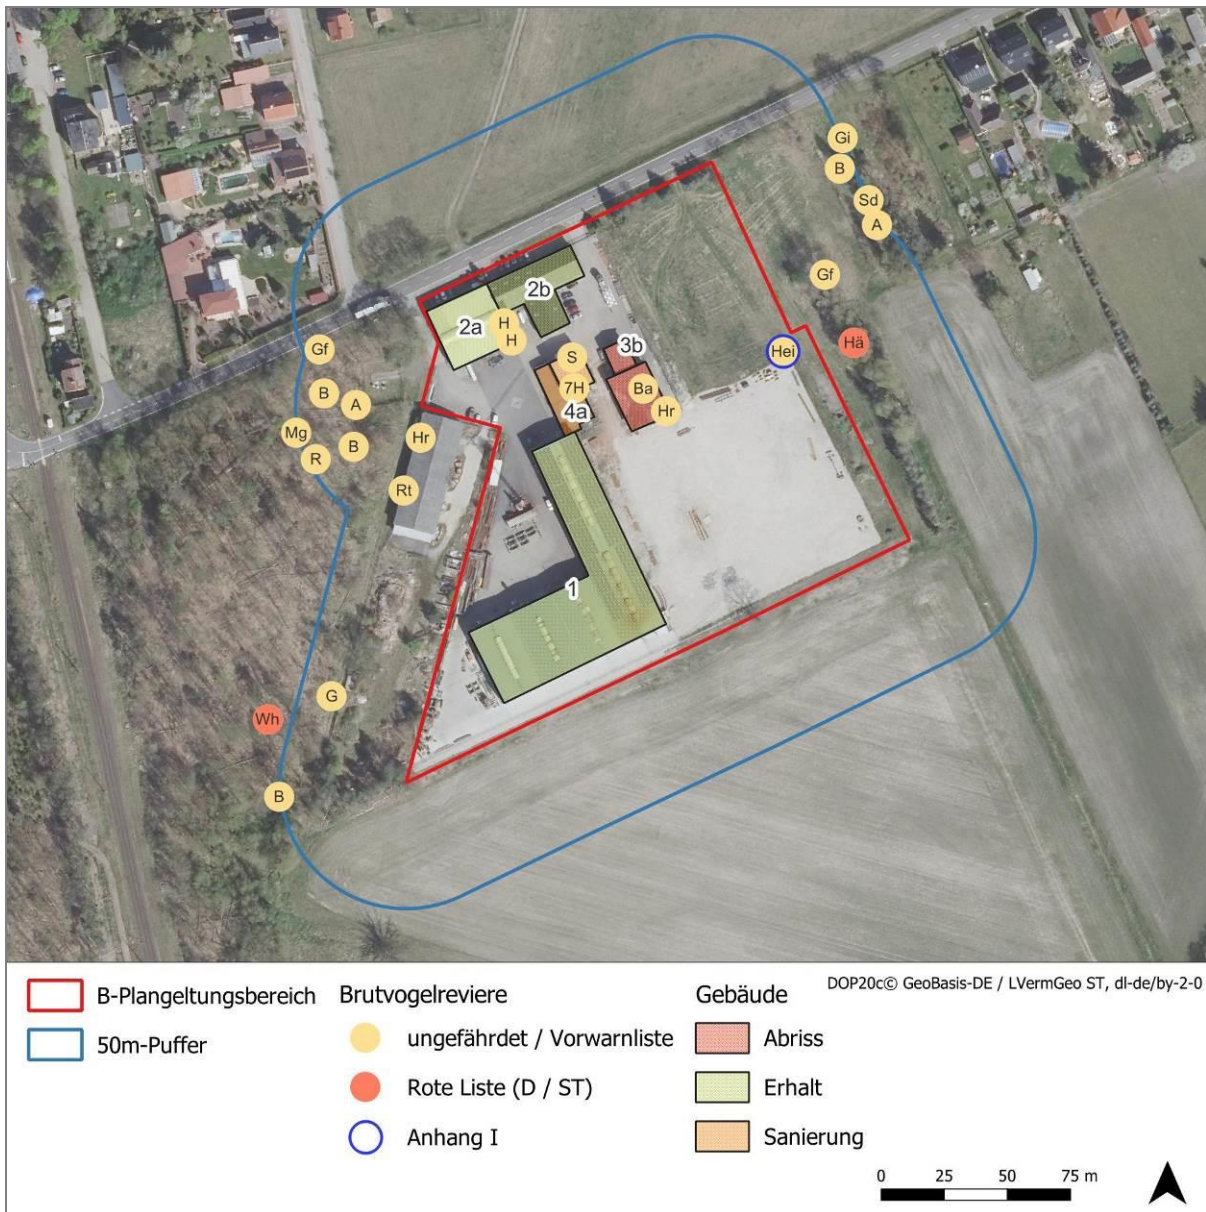 Gi
B
Sd
A
Gf
2b
2a
H
H
Hä
Gf
3b
Hei
S
7H
Ba
B
A
4a
Hr
Mg
B
Hr
R
Rt
1
G
Wh
B
B-Plangeltungsbereich
50m-Puffer
Brutvogelreviere
ungefährdet / Vorwarnliste
Rote Liste (D / ST)
Anhang I
Gebäude
Abriss
Erhalt
Sanierung
DOP20c© GeoBasis-DE / LVermGeo ST, dl-de/by-2-0
0 25 50 75 m